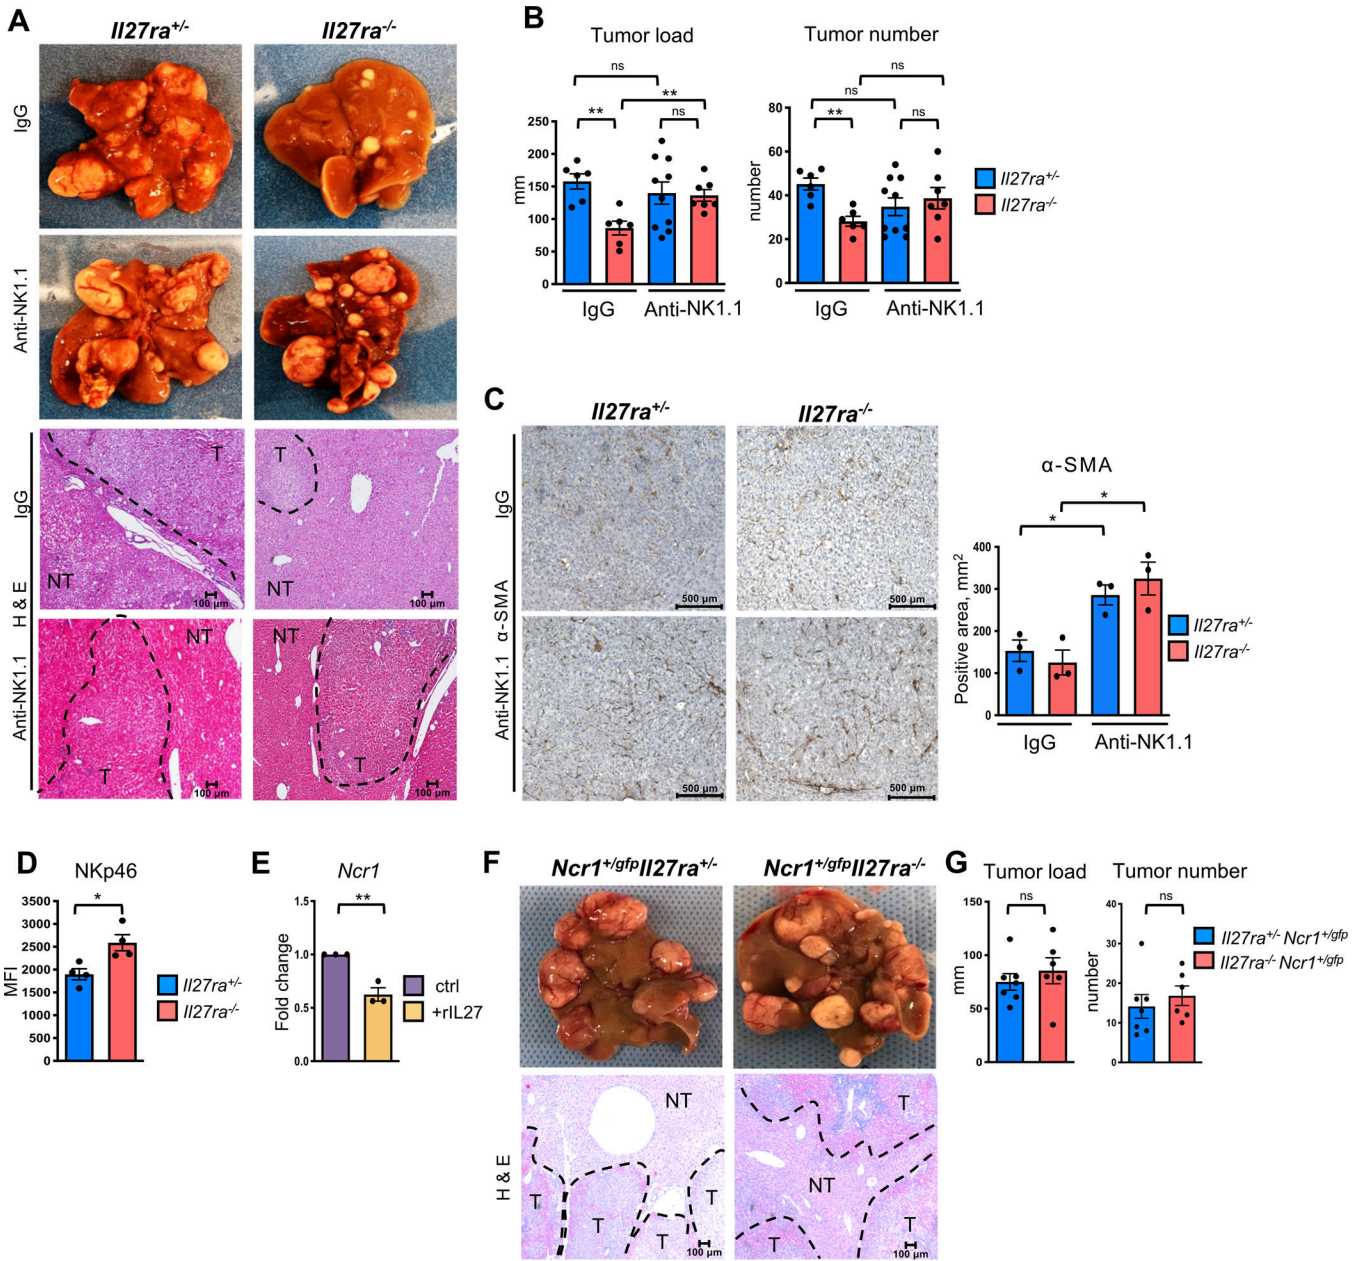 A
Il27ra+/-
Il27ra-/-
IgG
Anti-NK1.1
H & E
IgG
Anti-NK1.1
T
NT
100 µm
T
NT
100 µm
NT
T
100 µm
NT
T
100 µm
B
Tumor load
ns
**
**
ns
mm
250
200
150
100
50
0
IgG
Anti-NK1.1
Tumor number
ns
ns
**
ns
number
80
60
40
20
0
IgG
Anti-NK1.1
Il27ra+/-
Il27ra-/-
C
Il27ra+/-
Il27ra-/-
IgG
Anti-NK1.1
α-SMA
500 µm
500 µm
500 µm
500 µm
α-SMA
*
*
Positive area, mm2
400
300
200
100
0
IgG
Anti-NK1.1
Il27ra+/-
Il27ra-/-
D
NKp46
*
MFI
3500
3000
2500
2000
1500
1000
500
0
Il27ra+/-
Il27ra-/-
E
Ncr1
**
Fold change
1.5
1.0
0.5
0.0
ctrl
+rIL27
F
Ncr1+/gfpIl27ra+/-
Ncr1+/gfpIl27ra-/-
H & E
NT
T
T
T
T
100 µm
T
NT
T
T
100 µm
G
Tumor load
ns
mm
150
100
50
0
Tumor number
ns
number
40
30
20
10
0
Il27ra+/- Ncr1+/gfp
Il27ra-/- Ncr1+/gfp